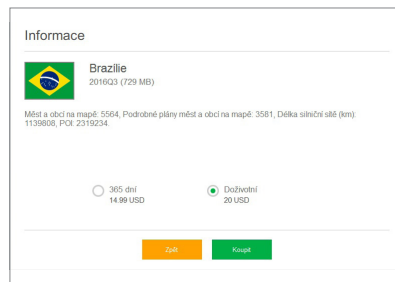 Informace
Brazílie
2016Q3 (729 MB)
Měst a obcí na mapě: 5564, Podrobné plány měst a obcí na mapě: 3581, Délka silniční sítě (km):
1139808, POI: 2319234.
365 dní
14.99 USD
Doživotní
20 USD
Zpět
Koupit